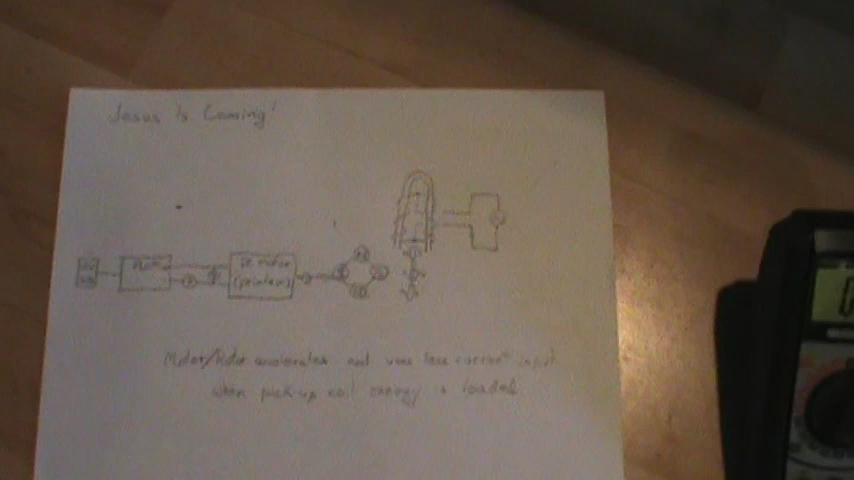 Jesus is Coming!
DC motor
(printer)
Motor/Rotor accelerates and uses less current input
when pick-up coil energy is loaded